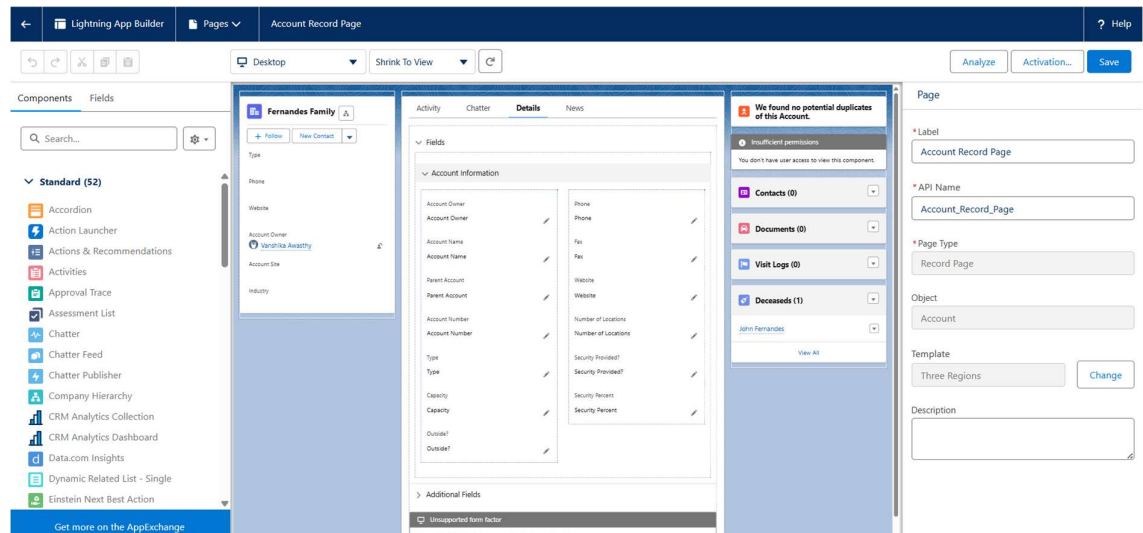 Lightning App Builder
Pages
Account Record Page
? Help
Desktop
Shrink To View
Analyze
Activation...
Save
Components
Fields
Search...
Standard (52)
Accordion
Action Launcher
Actions & Recommendations
Activities
Approval Trace
Assessment List
Chatter
Chatter Feed
Chatter Publisher
Company Hierarchy
CRM Analytics Collection
CRM Analytics Dashboard
Data.com Insights
Dynamic Related List - Single
Einstein Next Best Action
Get more on the AppExchange
Fernandes Family
+ Follow
New Contact
Type
Phone
Website
Account Owner
Vanshika Awasthy
Account Site
Industry
Activity
Chatter
Details
News
Fields
Account Information
Account Owner
Account Owner
Account Name
Account Name
Parent Account
Parent Account
Account Number
Account Number
Type
Type
Capacity
Capacity
Outside?
Outside?
Phone
Phone
Fax
Fax
Website
Website
Number of Locations
Number of Locations
Security Provided?
Security Provided?
Security Percent
Security Percent
Additional Fields
Unsupported form factor
We found no potential duplicates
of this Account.
Insufficient permissions
You don't have user access to view this component.
Contacts (0)
Documents (0)
Visit Logs (0)
Deceaseds (1)
John Fernandes
View All
Page
*Label
Account Record Page
*API Name
Account_Record_Page
*Page Type
Record Page
Object
Account
Template
Three Regions
Change
Description